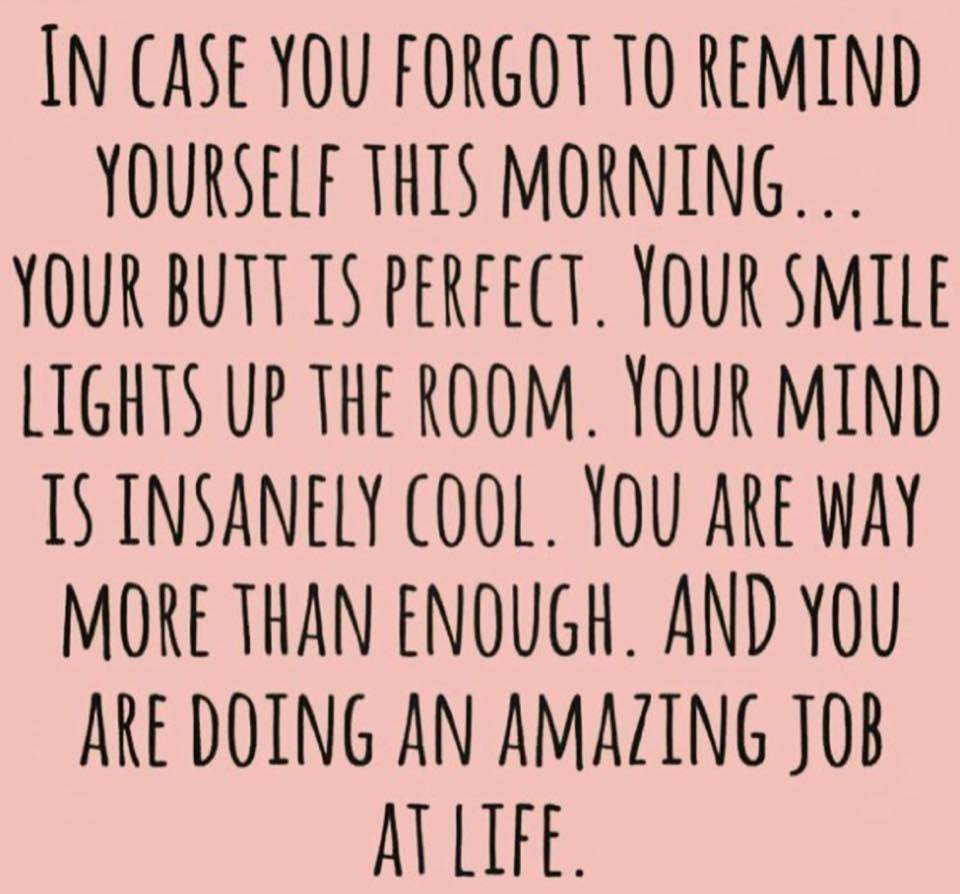 IN CASE YOU FORGOT TO REMIND
YOURSELF THIS MORNING...
YOUR BUTT IS PERFECT. YOUR SMILE
LIGHTS UP THE ROOM. YOUR MIND
IS INSANELY COOL. YOU ARE WAY
MORE THAN ENOUGH. AND YOU
ARE DOING AN AMAZING JOB
AT LIFE.